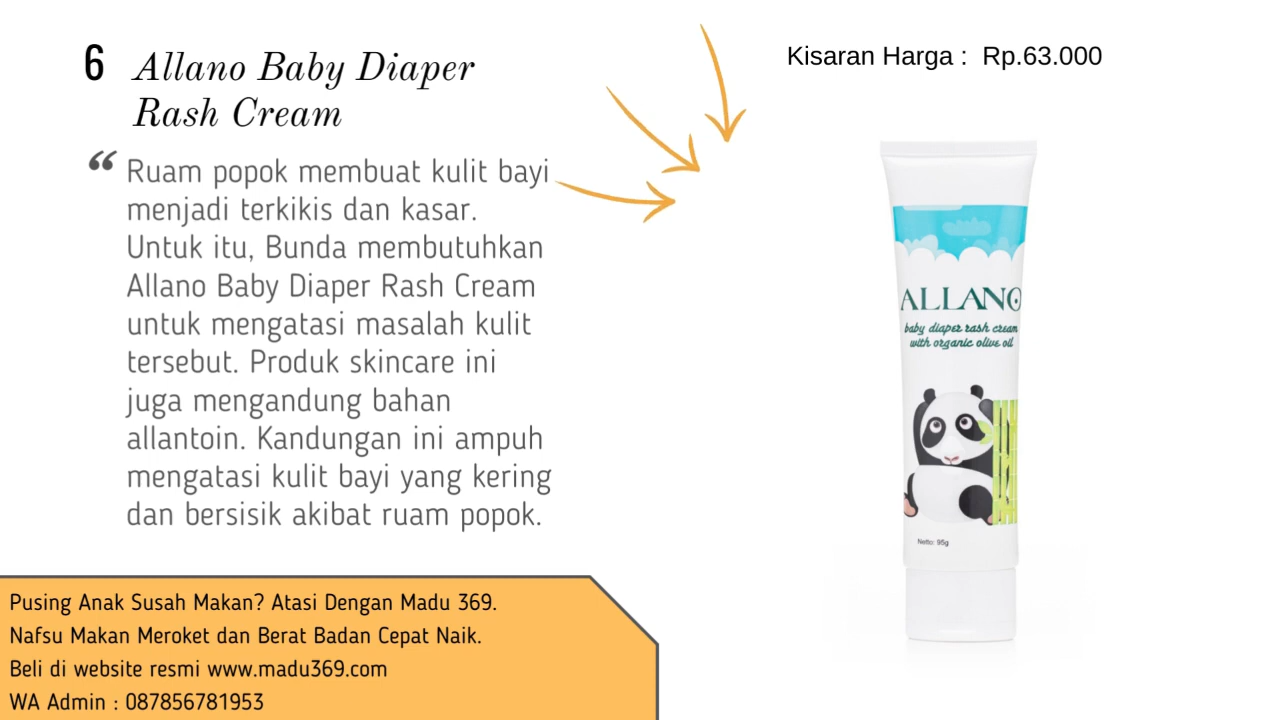 6 Allano Baby Diaper
Rash Cream
“ Ruam popok membuat kulit bayi
menjadi terkikis dan kasar.
Untuk itu, Bunda membutuhkan
Allano Baby Diaper Rash Cream
untuk mengatasi masalah kulit
tersebut. Produk skincare ini
juga mengandung bahan
allantoin. Kandungan ini ampuh
mengatasi kulit bayi yang kering
dan bersisik akibat ruam popok.
Kisaran Harga : Rp.63.000
ALLANO
baby diaper rash cream
with organic olive oil
Netto: 95g
Pusing Anak Susah Makan? Atasi Dengan Madu 369.
Nafsu Makan Meroket dan Berat Badan Cepat Naik.
Beli di website resmi www.madu369.com
WA Admin : 087856781953